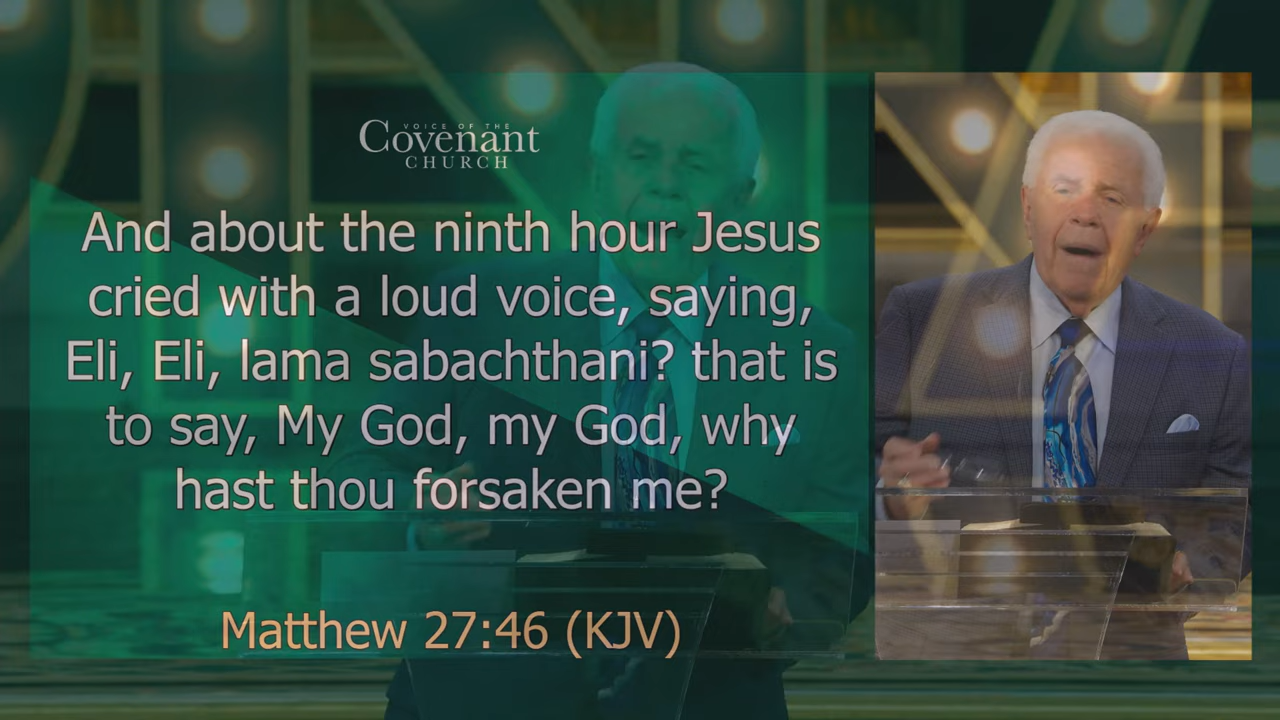 VOICE OF THE
Covenant
CHURCH
And about the ninth hour Jesus
cried with a loud voice, saying,
Eli, Eli, lama sabachthani? that is
to say, My God, my God, why
hast thou forsaken me?
Matthew 27:46 (KJV)